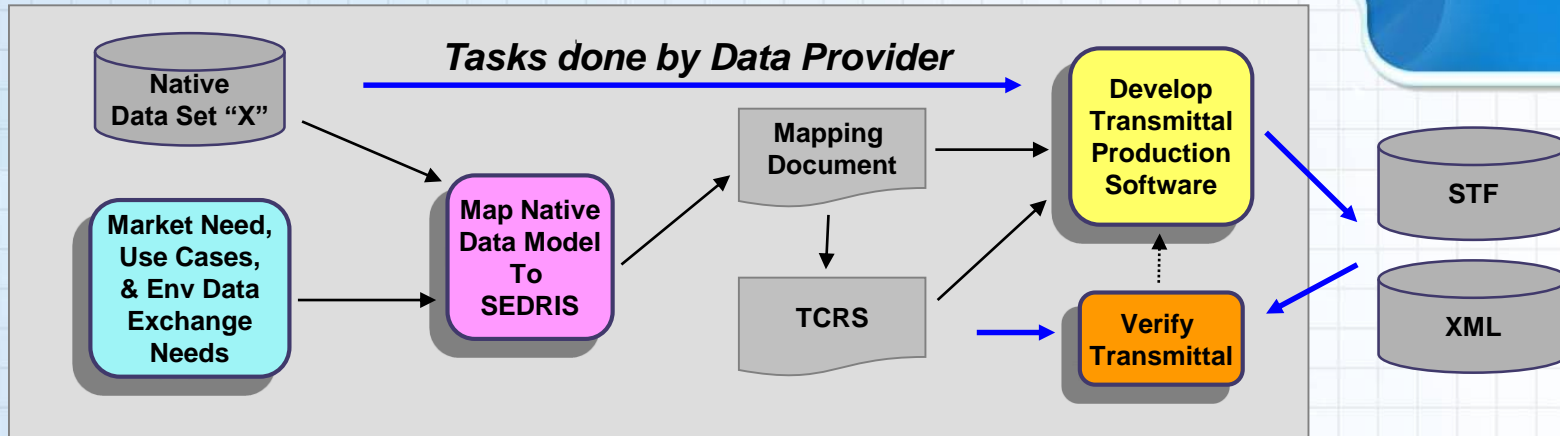 Tasks done by Data Provider
Native
Data Set “X”
Market Need,
Use Cases,
& Env Data
Exchange
Needs
Map Native
Data Model
To
SEDRIS
Mapping
Document
TCRS
Develop
Transmittal
Production
Software
Verify
Transmittal
STF
XML